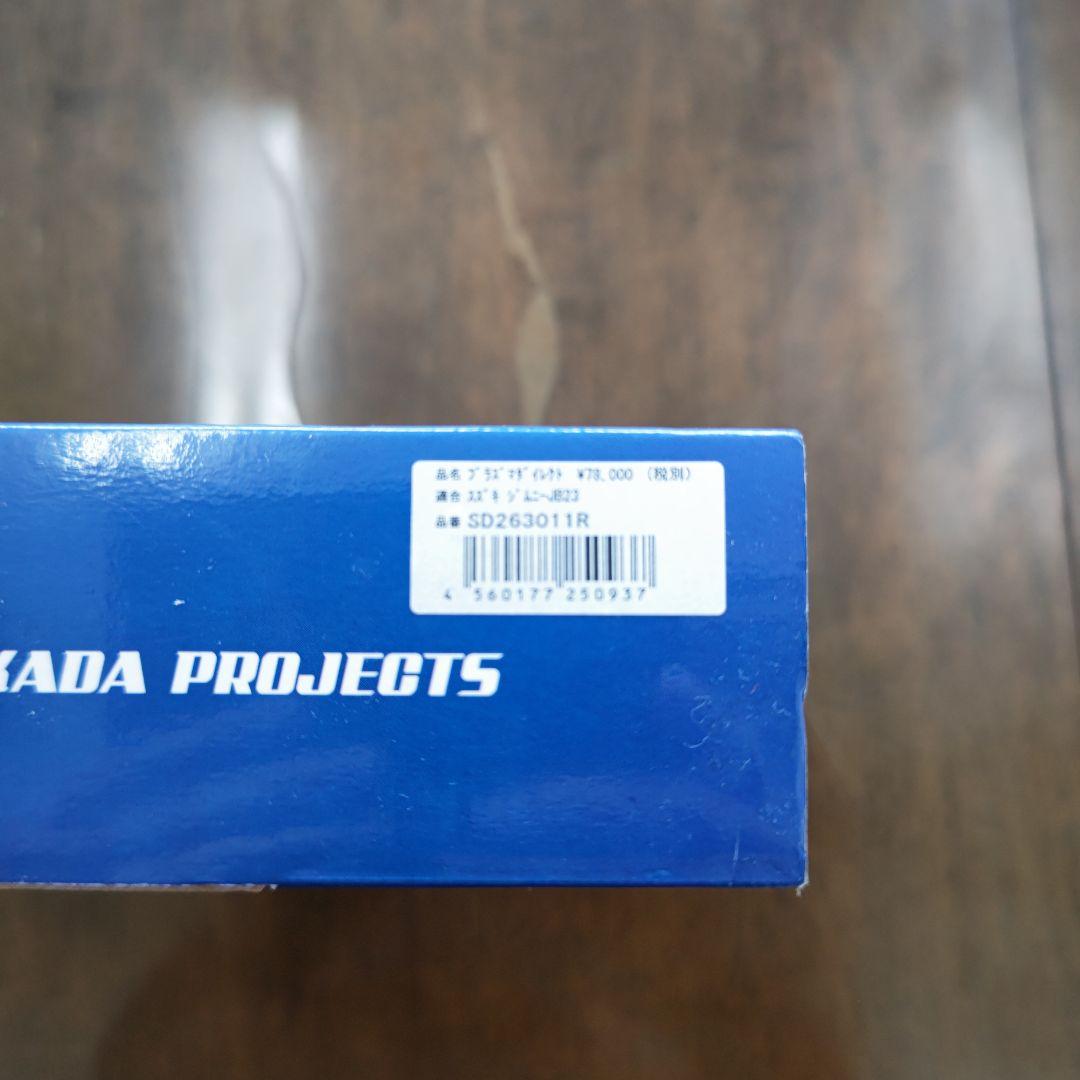 品名 プラズマダイレクト ¥78,000 (税別)
適合 スズキ ジムニーJB23
品番 SD263011R
4 560177 250937
KADA PROJECTS